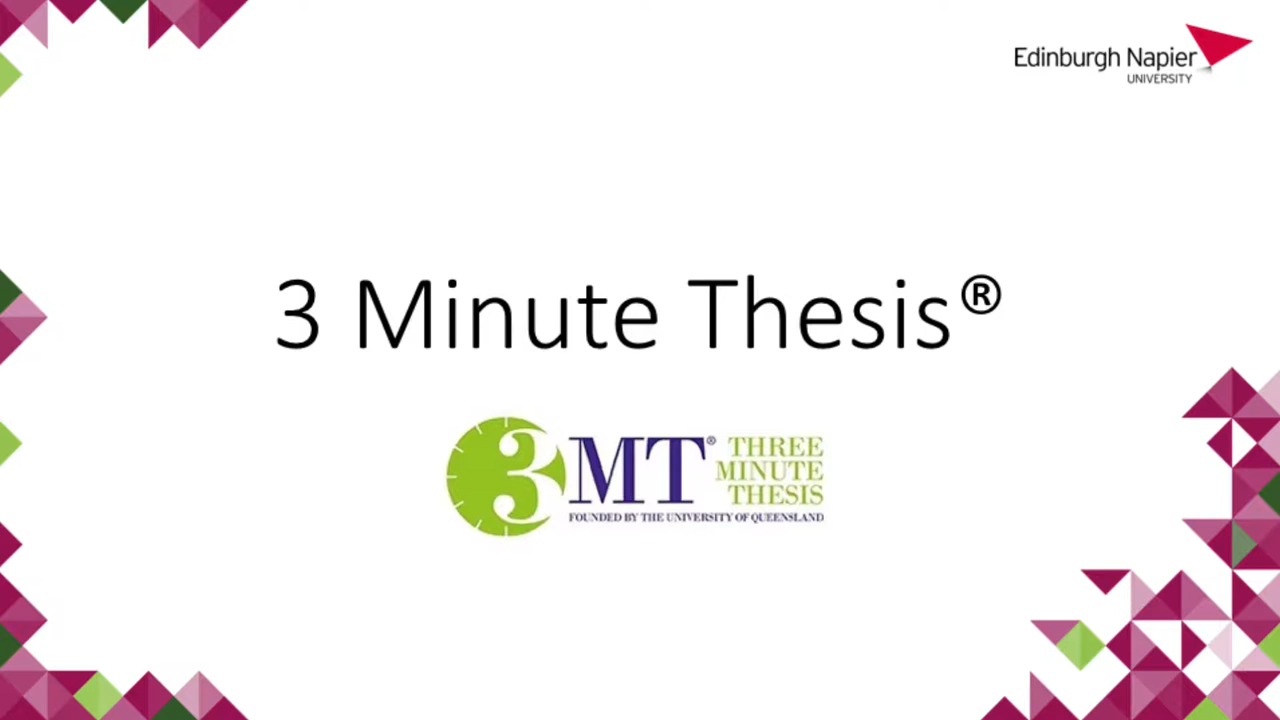 Edinburgh Napier
UNIVERSITY
3 Minute Thesis®
3MT® THREE
MINUTE
THESIS
FOUNDED BY THE UNIVERSITY OF QUEENSLAND